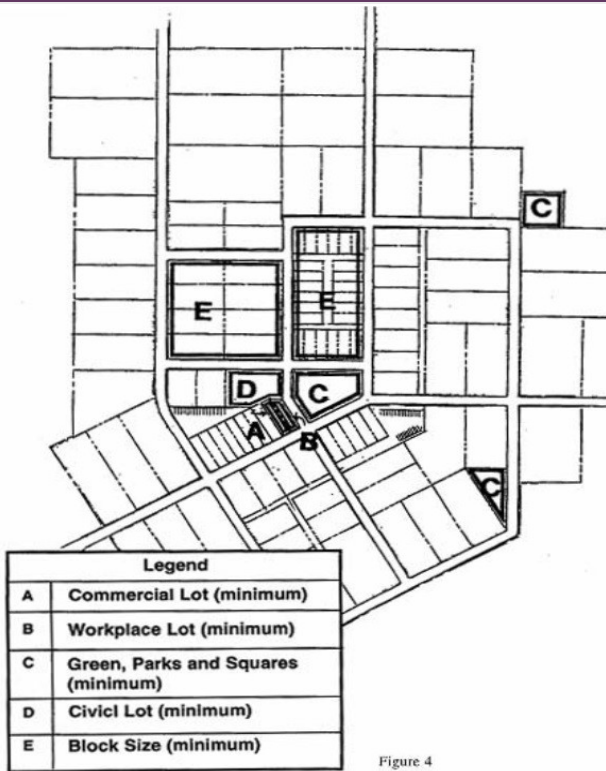 C
E
E
D
C
A
B
C
Legend
A Commercial Lot (minimum)
B Workplace Lot (minimum)
C Green, Parks and Squares
(minimum)
D Civicl Lot (minimum)
E Block Size (minimum)
Figure 4